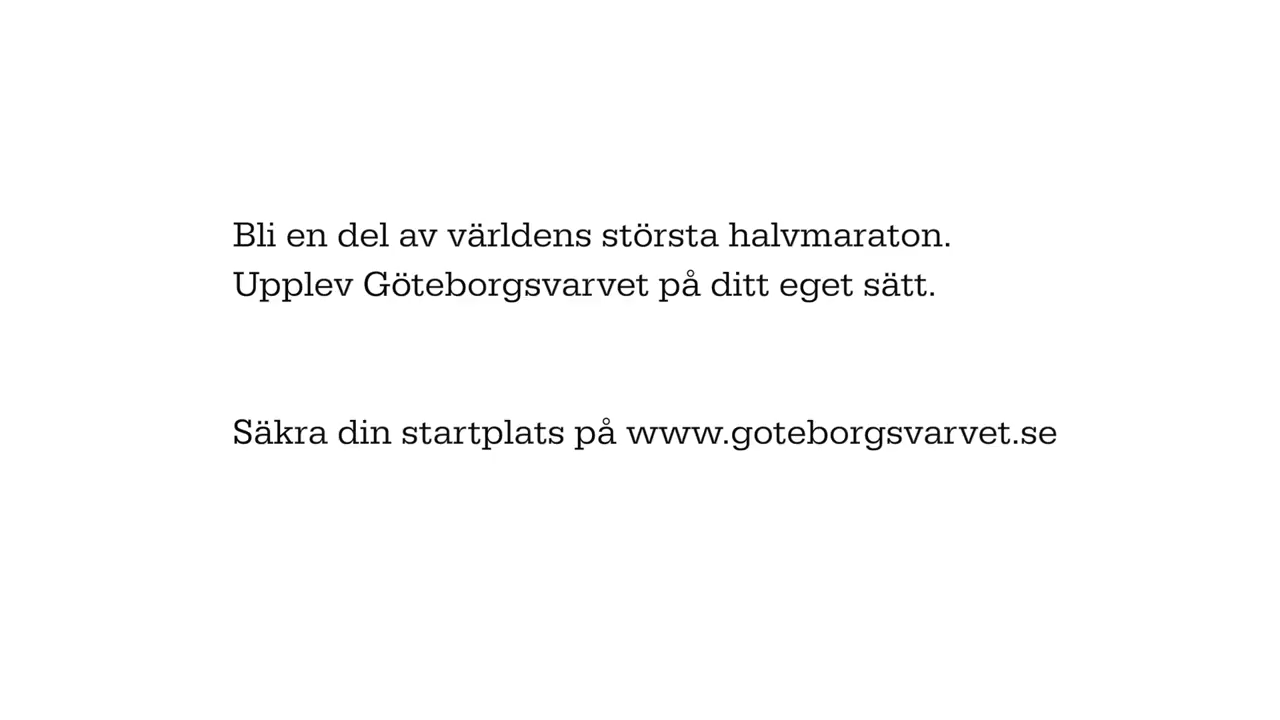 Bli en del av världens största halvmaraton.
Upplev Göteborgsvarvet på ditt eget sätt.
Säkra din startplats på www.goteborgsvarvet.se